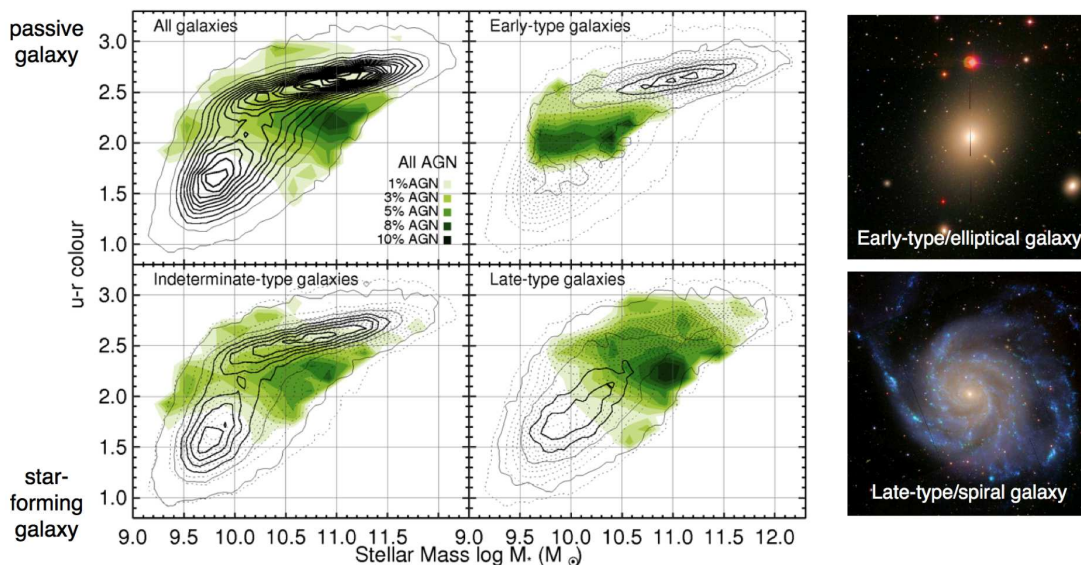 passive
galaxy
All galaxies
Early-type galaxies
3.0
2.5
2.0
1.5
1.0
All AGN
1%AGN
3% AGN
5% AGN
8% AGN
10% AGN
Early-type/elliptical galaxy
u-r colour
Indeterminate-type galaxies
Late-type galaxies
3.0
2.5
2.0
1.5
1.0
star-
forming
galaxy
Late-type/spiral galaxy
9.0 9.5 10.0 10.5 11.0 9.5 10.0 10.5 11.0 11.5 12.0
Stellar Mass log M* (M⊙)